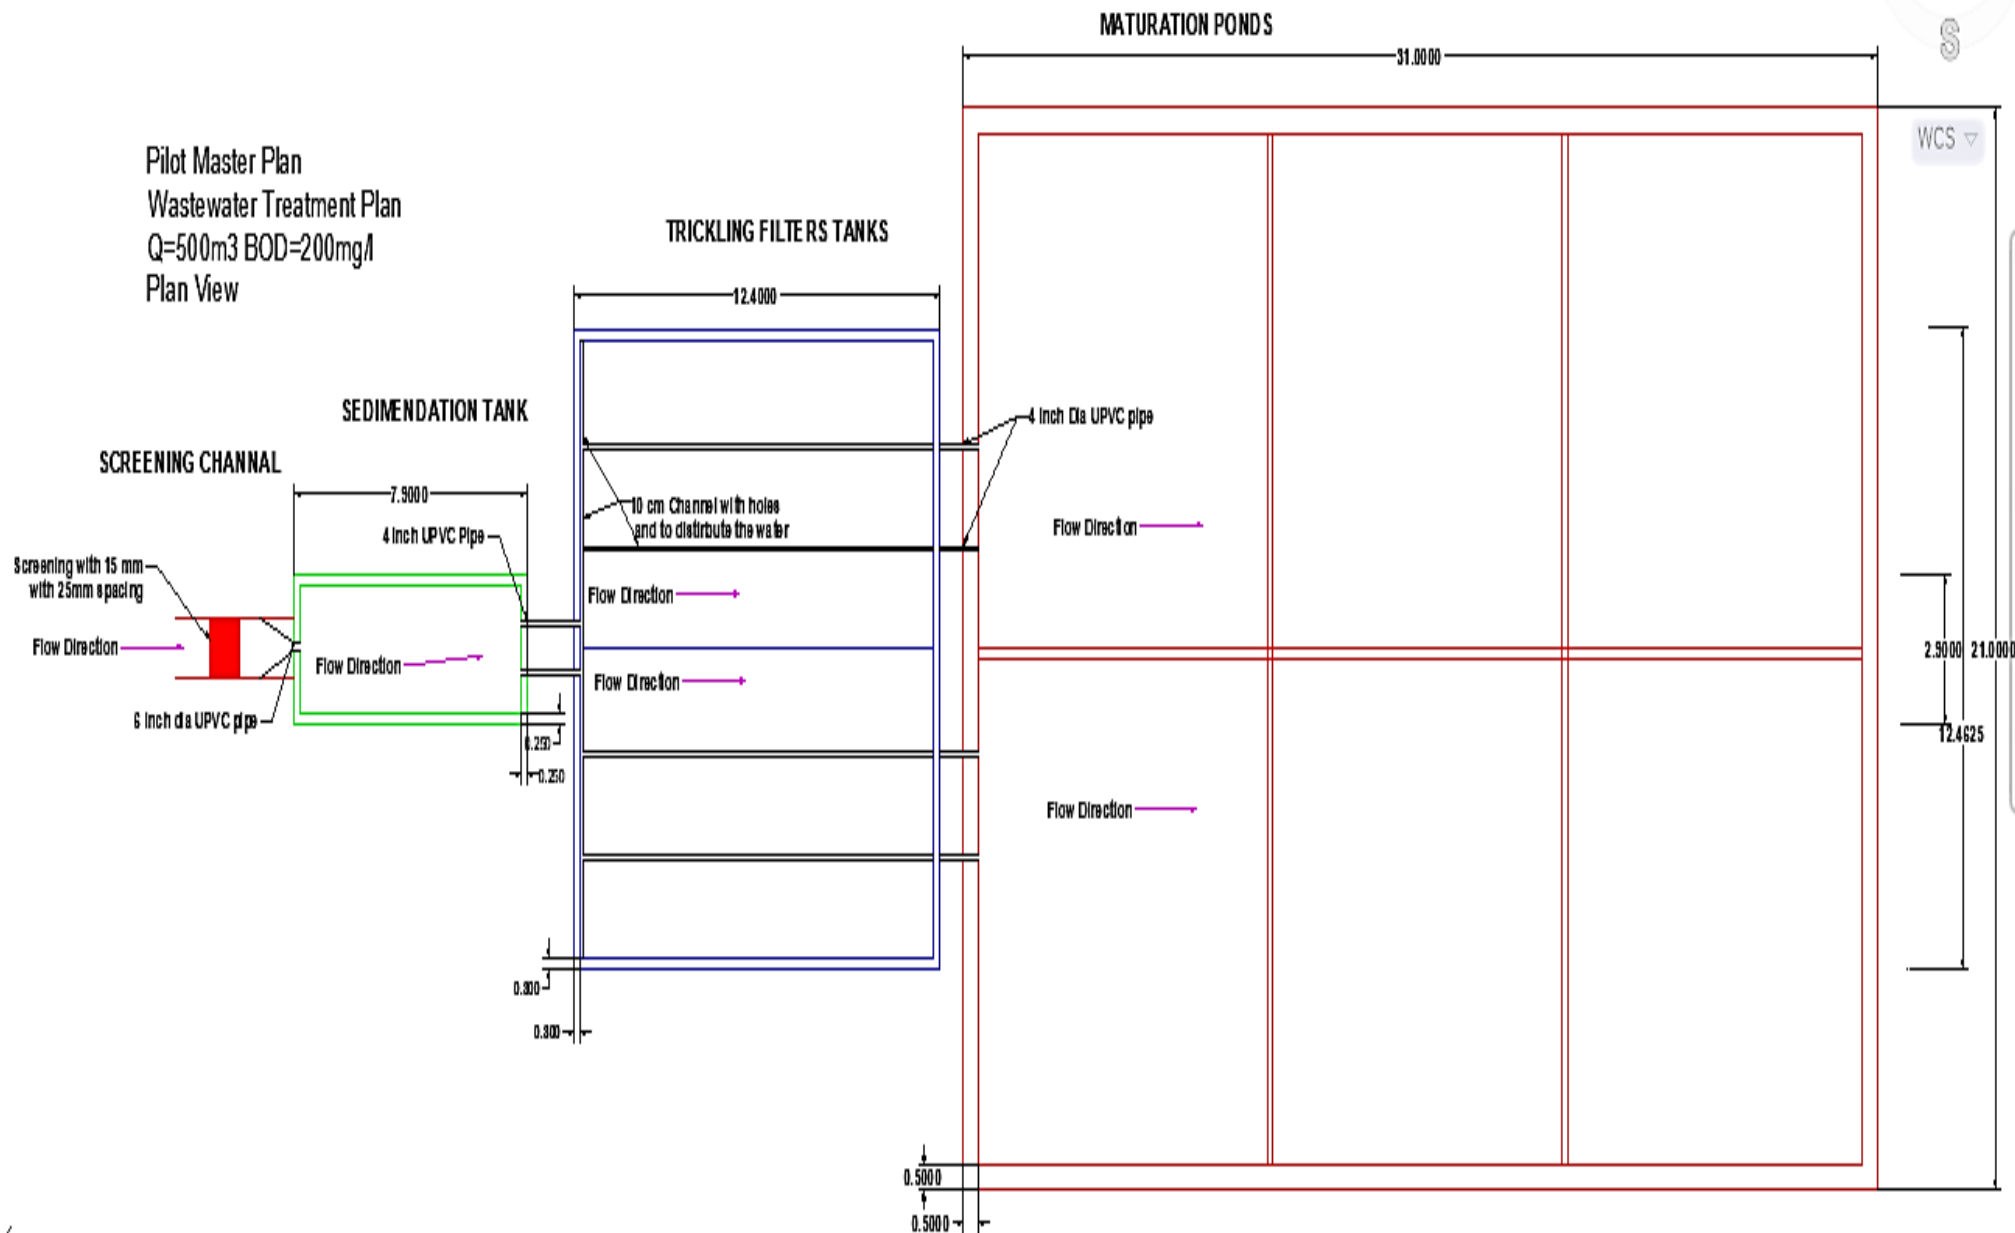 MATURATION PONDS
31.0000
S
WCS
Pilot Master Plan
Wastewater Treatment Plan
Q=500m3 BOD=200mg/l
Plan View
TRICKLING FILTERS TANKS
12.4000
SEDIMENDATION TANK
SCREENING CHANNAL
7.9000
4 inch UPVC Pipe
4 inch Dia UPVC pipe
10 cm Channel with holes
and to distirbute the water
Screening with 15 mm
with 25mm spacing
Flow Direction
Flow Direction
Flow Direction
Flow Direction
Flow Direction
Flow Direction
6 inch dia UPVC pipe
0.250
0.250
2.9000
21.0000
12.4625
0.300
0.300
0.5000
0.5000